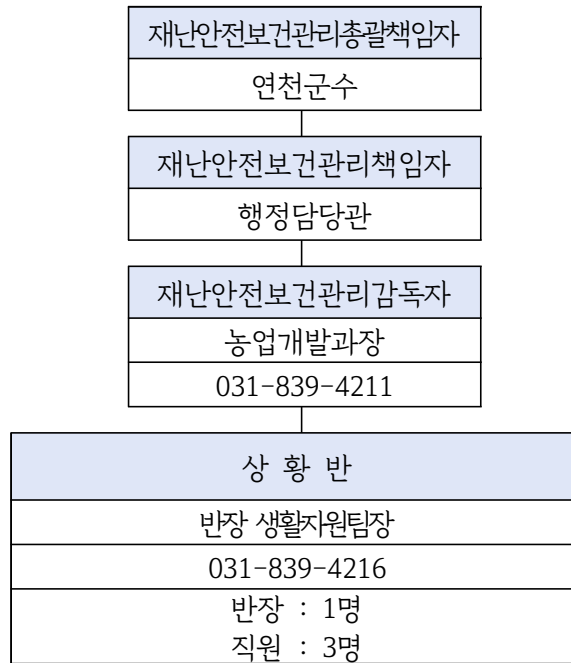 재난안전보건관리총괄책임자
연천군수
재난안전보건관리책임자
행정담당관
재난안전보건관리감독자
농업개발과장
031-839-4211
상 황 반
반장 생활자원팀장
031-839-4216
반장 : 1명
직원 : 3명